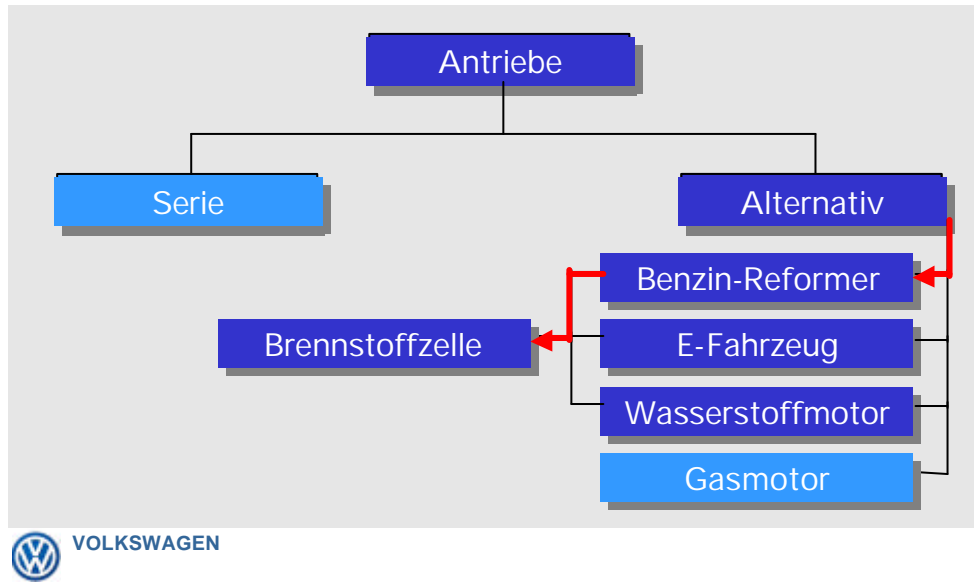 Antriebe
Serie
Alternativ
Benzin-Reformer
Brennstoffzelle
E-Fahrzeug
Wasserstoffmotor
Gasmotor
VOLKSWAGEN